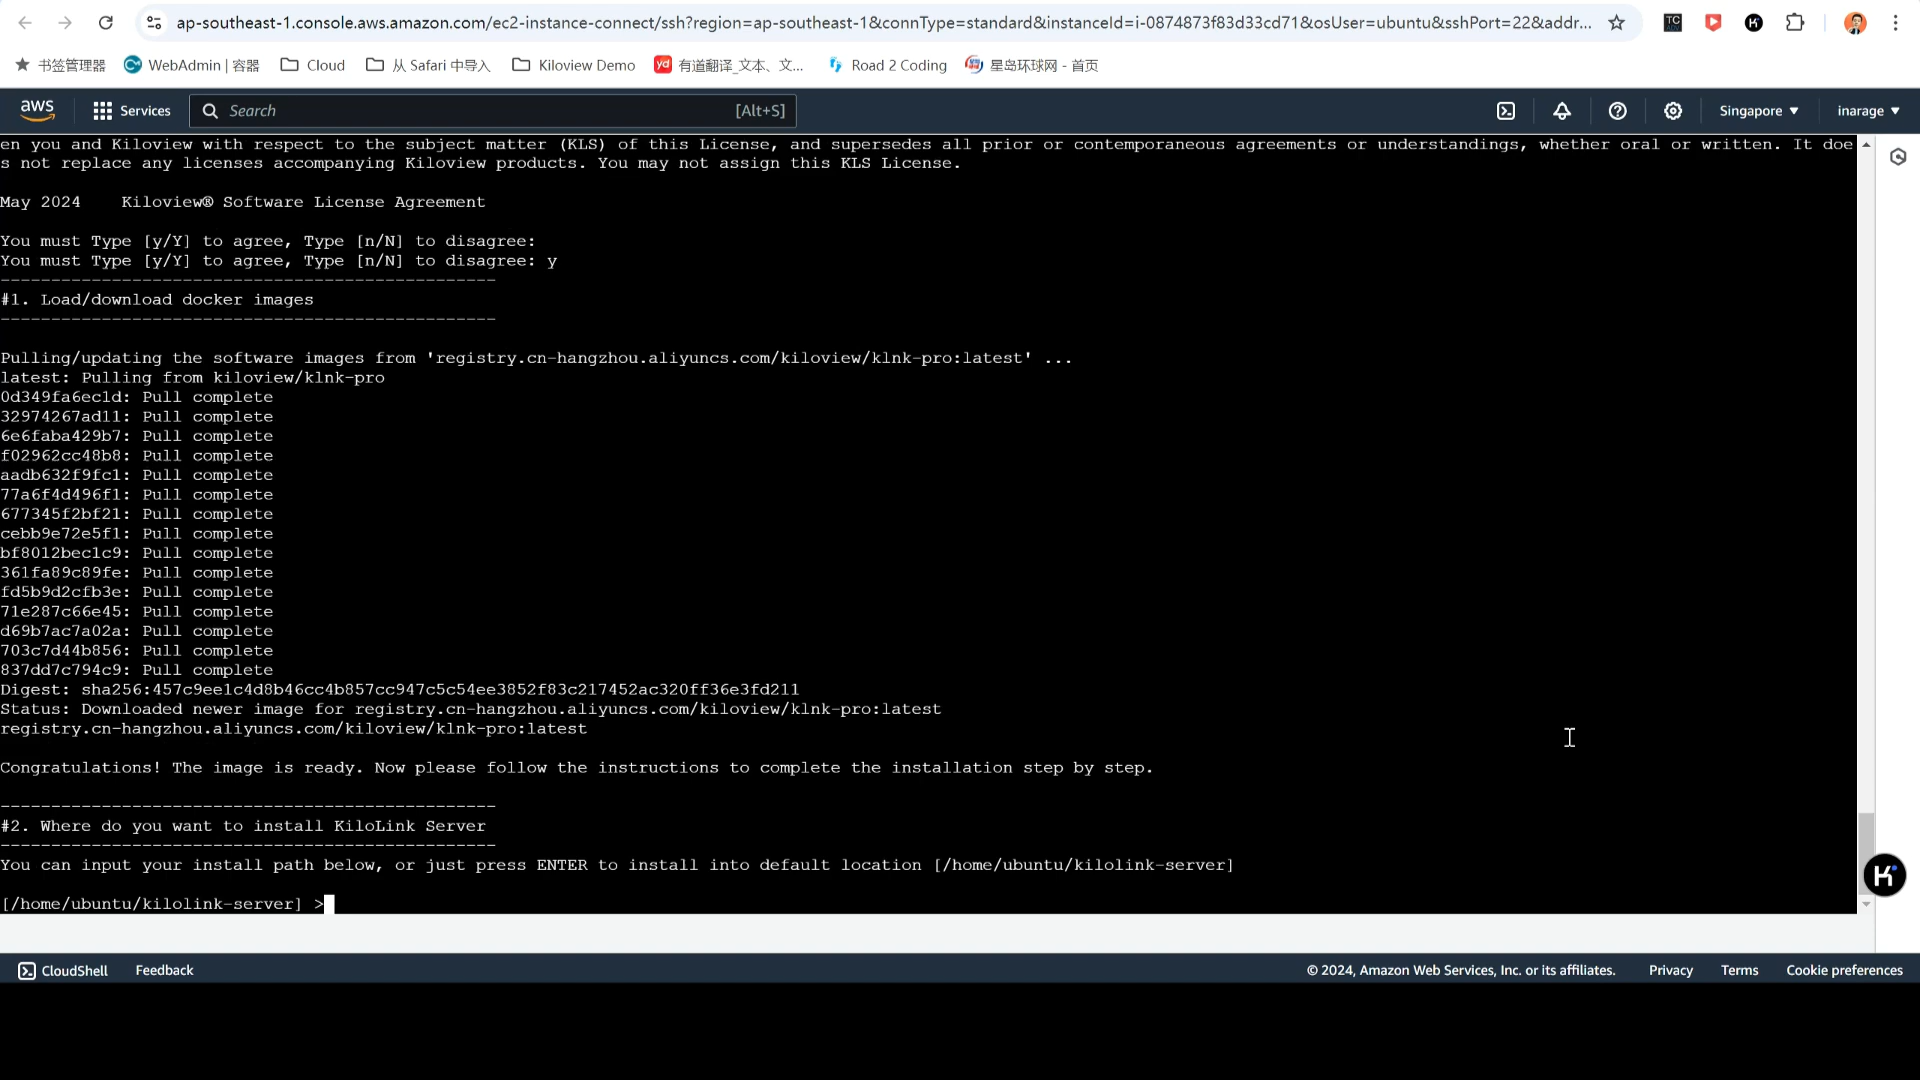 ap-southeast-1.console.aws.amazon.com/ec2-instance-connect/ssh?region=ap-southeast-1&connType=standard&instanceId=i-0874873f83d33cd71&osUser=ubuntu&sshPort=22&addr...
书签管理器 WebAdmin | 容器 Cloud 从 Safari 中导入 Kiloview Demo 有道翻译_文本、文... Road 2 Coding 星岛环球网 - 首页
aws Services Search [Alt+S] Singapore inarage
en you and Kiloview with respect to the subject matter (KLS) of this License, and supersedes all prior or contemporaneous agreements or understandings, whether oral or written. It doe
s not replace any licenses accompanying Kiloview products. You may not assign this KLS License.
May 2024 Kiloview® Software License Agreement
You must Type [y/Y] to agree, Type [n/N] to disagree:
You must Type [y/Y] to agree, Type [n/N] to disagree: y
-------------------------------------------------
#1. Load/download docker images
-------------------------------------------------
Pulling/updating the software images from 'registry.cn-hangzhou.aliyuncs.com/kiloview/klnk-pro:latest' ...
latest: Pulling from kiloview/klnk-pro
0d349fa6ec1d: Pull complete
32974267ad11: Pull complete
6e6faba429b7: Pull complete
f02962cc48b8: Pull complete
aadb632f9fc1: Pull complete
77a6f4d496f1: Pull complete
677345f2bf21: Pull complete
cebb9e72e5f1: Pull complete
bf8012bec1c9: Pull complete
361fa89c89fe: Pull complete
fd5b9d2cfb3e: Pull complete
71e287c66e45: Pull complete
d69b7ac7a02a: Pull complete
703c7d44b856: Pull complete
837dd7c794c9: Pull complete
Digest: sha256:457c9ee1c4d8b46cc4b857cc947c5c54ee3852f83c217452ac320ff36e3fd211
Status: Downloaded newer image for registry.cn-hangzhou.aliyuncs.com/kiloview/klnk-pro:latest
registry.cn-hangzhou.aliyuncs.com/kiloview/klnk-pro:latest
Congratulations! The image is ready. Now please follow the instructions to complete the installation step by step.
-------------------------------------------------
#2. Where do you want to install KiloLink Server
-------------------------------------------------
You can input your install path below, or just press ENTER to install into default location [/home/ubuntu/kilolink-server]
[/home/ubuntu/kilolink-server] >
CloudShell Feedback © 2024, Amazon Web Services, Inc. or its affiliates. Privacy Terms Cookie preferences